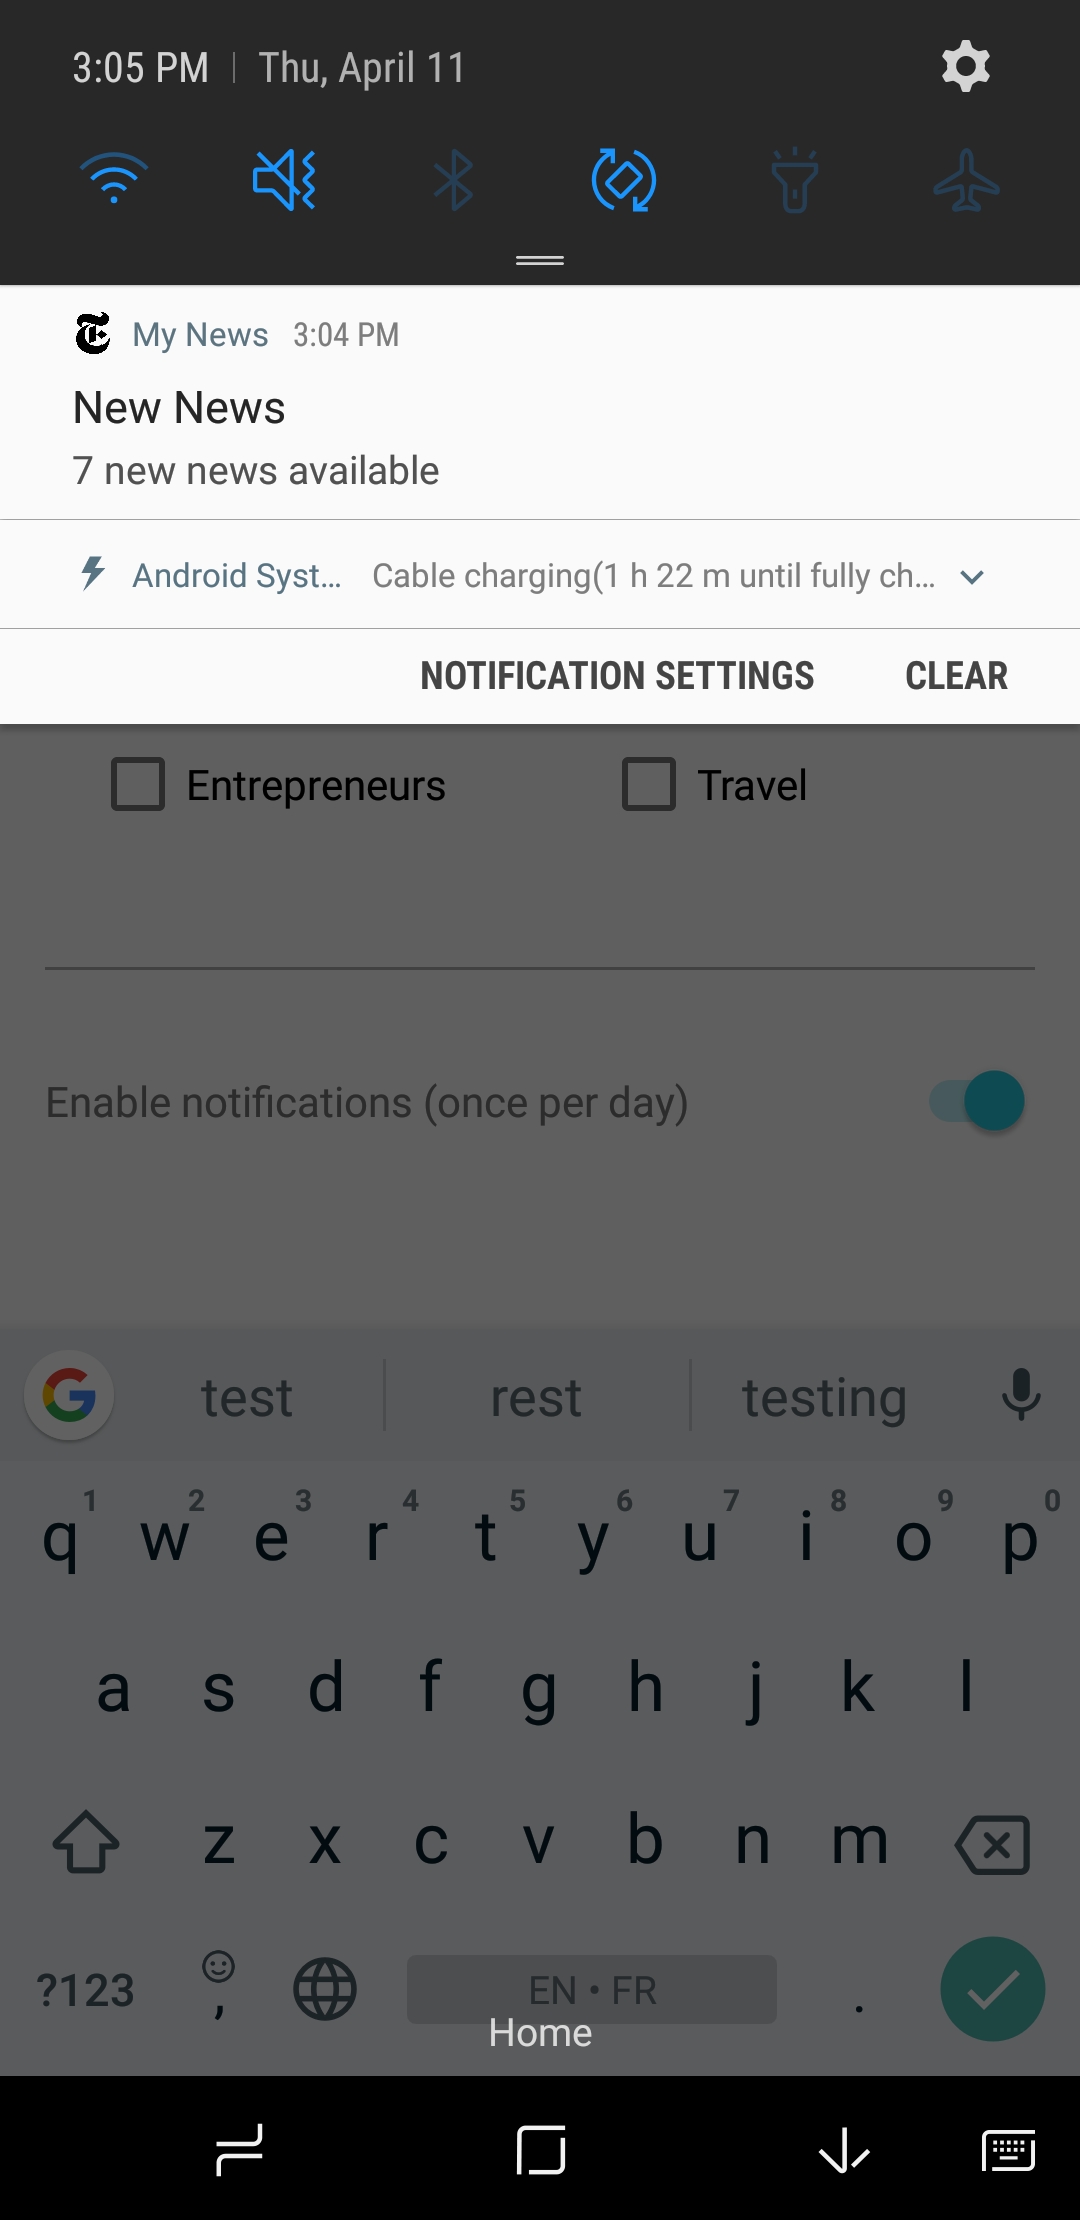 3:05 PM | Thu, April 11
My News 3:04 PM
New News
7 new news available
Android Syst... Cable charging(1 h 22 m until fully ch...
NOTIFICATION SETTINGS CLEAR
Entrepreneurs Travel
Enable notifications (once per day)
test rest testing
1 2 3 4 5 6 7 8 9 0
q w e r t y u i o p
a s d f g h j k l
z x c v b n m
?123 , EN • FR .
Home